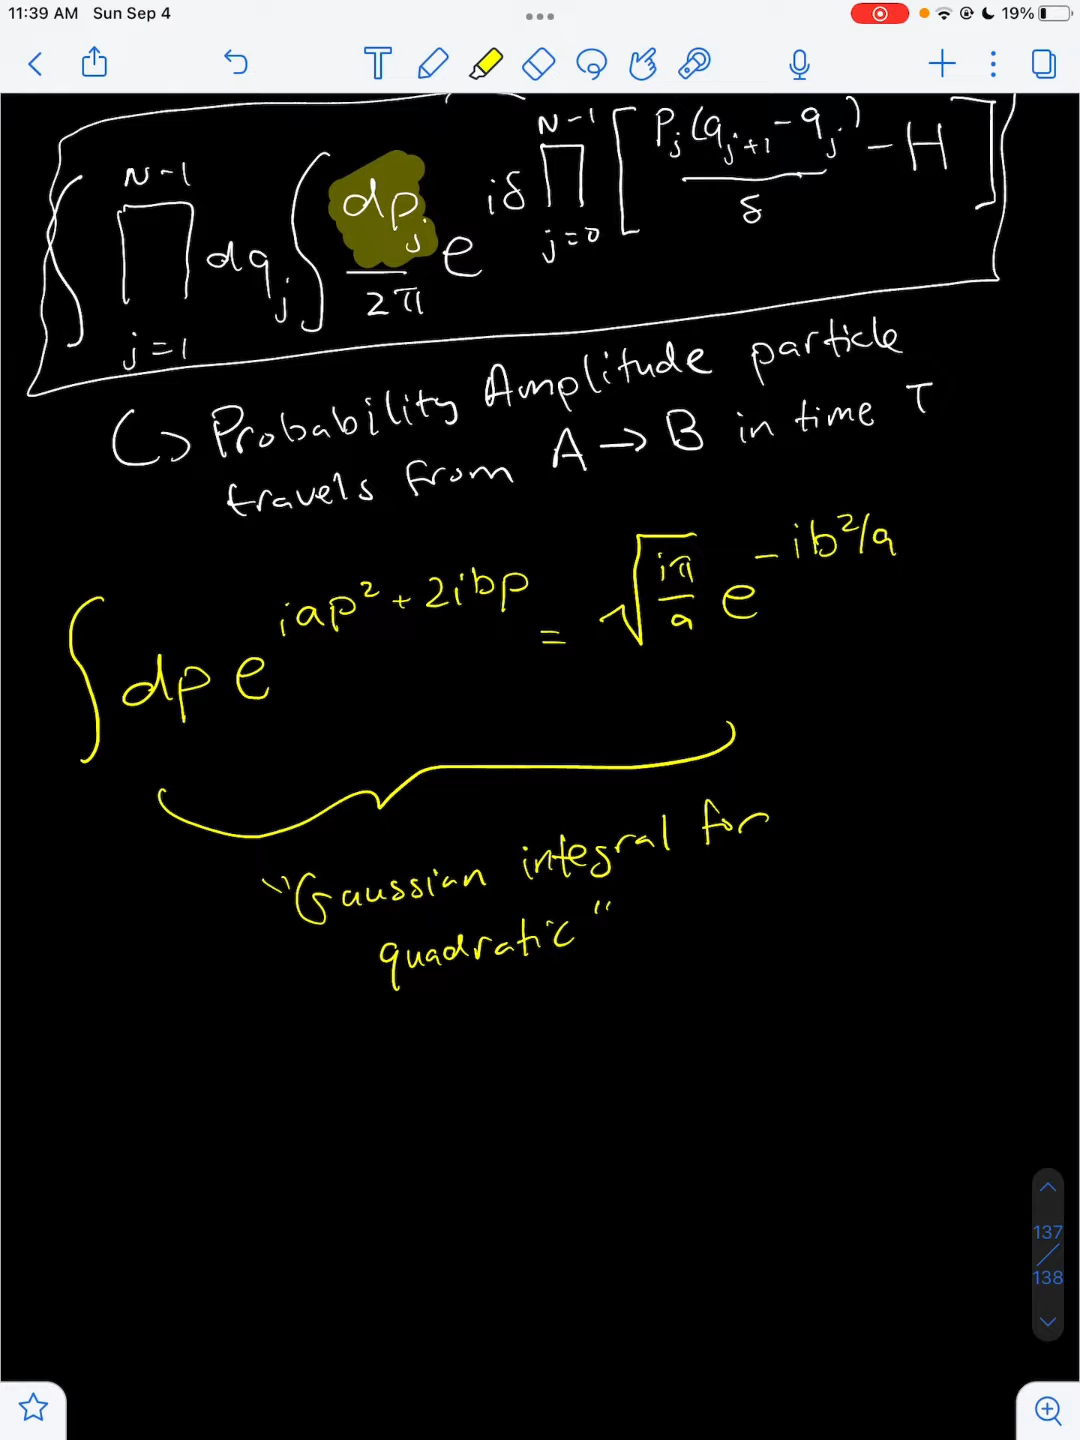 11:39 AM Sun Sep 4
19%
∫ ∏_{j=1}^{N-1} dq_j ∫ dp_j/2π e^{iδ ∏_{j=0}^{N-1} [P_j(q_{j+1} - q_j)/δ - H]}
↪ Probability Amplitude particle
travels from A → B in time T
∫ dp e^{iap² + 2ibp} = √(iπ/a) e^{-ib²/a}
"Gaussian integral for
quadratic"
137
/
138